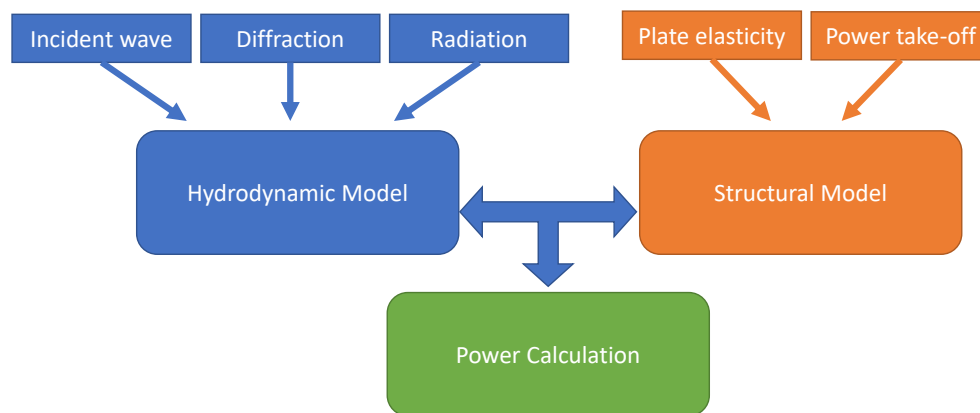 Incident wave
Diffraction
Radiation
Plate elasticity
Power take-off
Hydrodynamic Model
Structural Model
Power Calculation